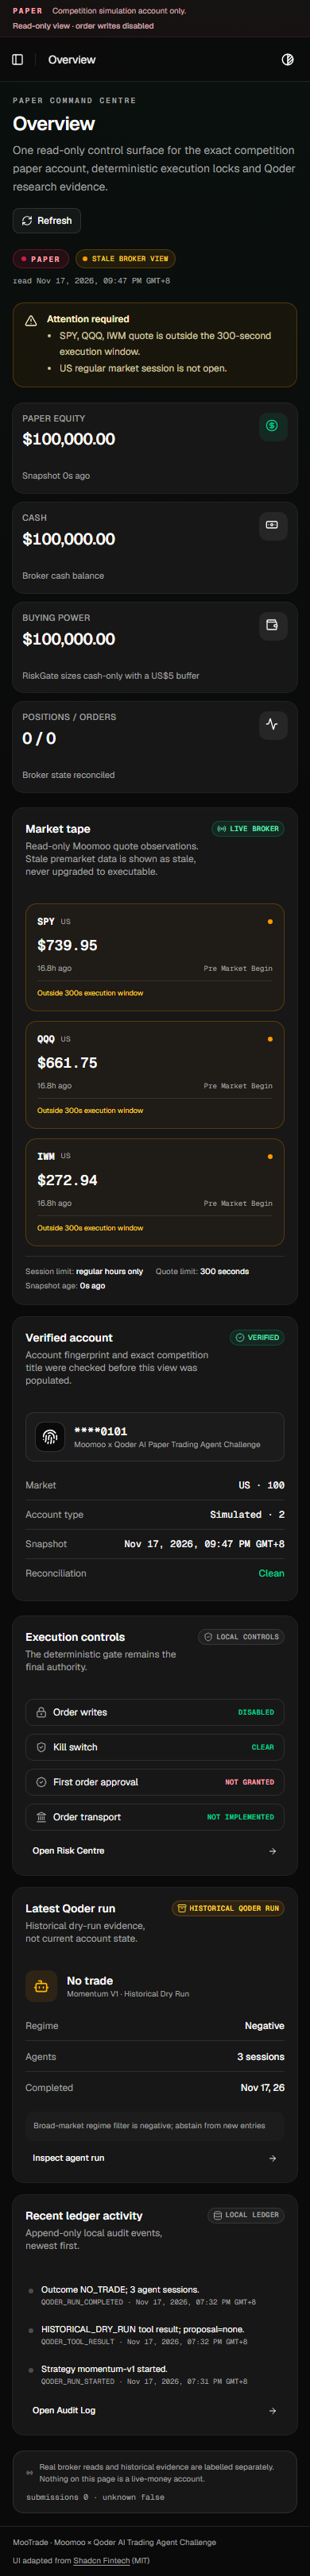 PAPER Competition simulation account only.
Read-only view · order writes disabled
Overview
PAPER COMMAND CENTRE
Overview
One read-only control surface for the exact competition
paper account, deterministic execution locks and Qoder
research evidence.
Refresh
PAPER
STALE BROKER VIEW
read Nov 17, 2026, 09:47 PM GMT+8
Attention required
• SPY, QQQ, IWM quote is outside the 300-second
execution window.
• US regular market session is not open.
PAPER EQUITY
$100,000.00
Snapshot 0s ago
CASH
$100,000.00
Broker cash balance
BUYING POWER
$100,000.00
RiskGate sizes cash-only with a US$5 buffer
POSITIONS / ORDERS
0 / 0
Broker state reconciled
Market tape
LIVE BROKER
Read-only Moomoo quote observations.
Stale premarket data is shown as stale,
never upgraded to executable.
SPY US
$739.95
16.8h ago Pre Market Begin
Outside 300s execution window
QQQ US
$661.75
16.8h ago Pre Market Begin
Outside 300s execution window
IWM US
$272.94
16.8h ago Pre Market Begin
Outside 300s execution window
Session limit: regular hours only Quote limit: 300 seconds
Snapshot age: 0s ago
Verified account
VERIFIED
Account fingerprint and exact competition
title were checked before this view was
populated.
****0101
Moomoo x Qoder AI Paper Trading Agent Challenge
Market US · 100
Account type Simulated · 2
Snapshot Nov 17, 2026, 09:47 PM GMT+8
Reconciliation Clean
Execution controls
LOCAL CONTROLS
The deterministic gate remains the
final authority.
Order writes DISABLED
Kill switch CLEAR
First order approval NOT GRANTED
Order transport NOT IMPLEMENTED
Open Risk Centre
Latest Qoder run
HISTORICAL QODER RUN
Historical dry-run evidence,
not current account state.
No trade
Momentum V1 · Historical Dry Run
Regime Negative
Agents 3 sessions
Completed Nov 17, 26
Broad-market regime filter is negative; abstain from new entries
Inspect agent run
Recent ledger activity
LOCAL LEDGER
Append-only local audit events,
newest first.
Outcome NO_TRADE; 3 agent sessions.
QODER_RUN_COMPLETED · Nov 17, 2026, 07:32 PM GMT+8
HISTORICAL_DRY_RUN tool result; proposal=none.
QODER_TOOL_RESULT · Nov 17, 2026, 07:32 PM GMT+8
Strategy momentum-v1 started.
QODER_RUN_STARTED · Nov 17, 2026, 07:31 PM GMT+8
Open Audit Log
Real broker reads and historical evidence are labelled separately.
Nothing on this page is a live-money account.
submissions 0 · unknown false
MooTrade · Moomoo × Qoder AI Trading Agent Challenge
UI adapted from Shadcn Fintech (MIT)